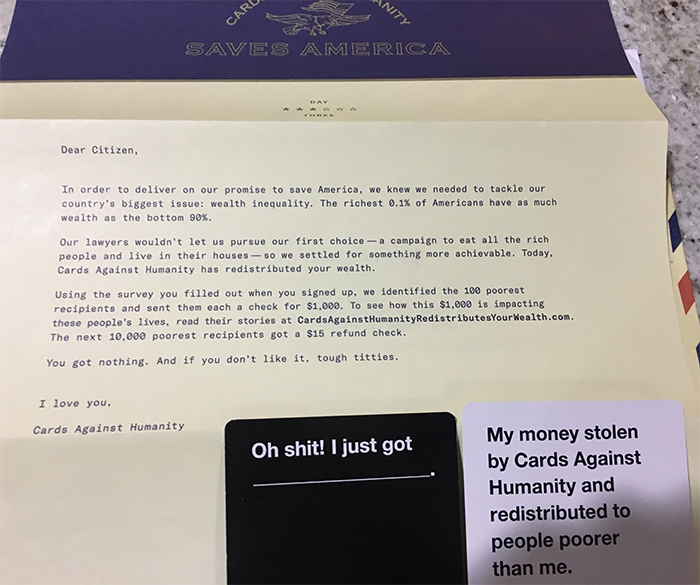 CARD
ANITY
SAVES AMERICA
DAY
THREE
Dear Citizen,
In order to deliver on our promise to save America, we knew we needed to tackle our
country's biggest issue: wealth inequality. The richest 0.1% of Americans have as much
wealth as the bottom 90%.
Our lawyers wouldn't let us pursue our first choice—a campaign to eat all the rich
people and live in their houses—so we settled for something more achievable. Today,
Cards Against Humanity has redistributed your wealth.
Using the survey you filled out when you signed up, we identified the 100 poorest
recipients and sent them each a check for $1,000. To see how this $1,000 is impacting
these people's lives, read their stories at CardsAgainstHumanityRedistributesYourWealth.com.
The next 10,000 poorest recipients got a $15 refund check.
You got nothing. And if you don't like it, tough titties.
I love you,
Cards Against Humanity
Oh shit! I just got
____________.
My money stolen
by Cards Against
Humanity and
redistributed to
people poorer
than me.